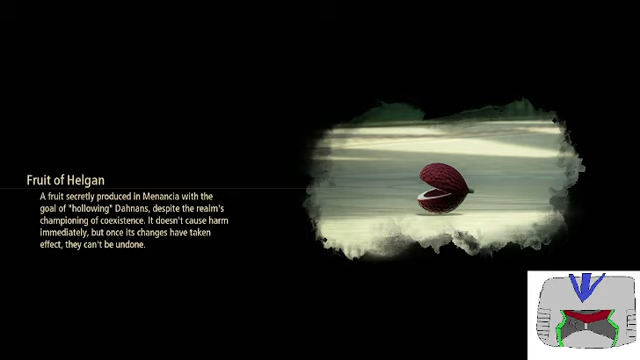 Fruit of Helgan
A fruit secretly produced in Menancia with the
goal of "hollowing" Dahnans, despite the realm's
championing of coexistence. It doesn't cause harm
immediately, but once its changes have taken
effect, they can't be undone.